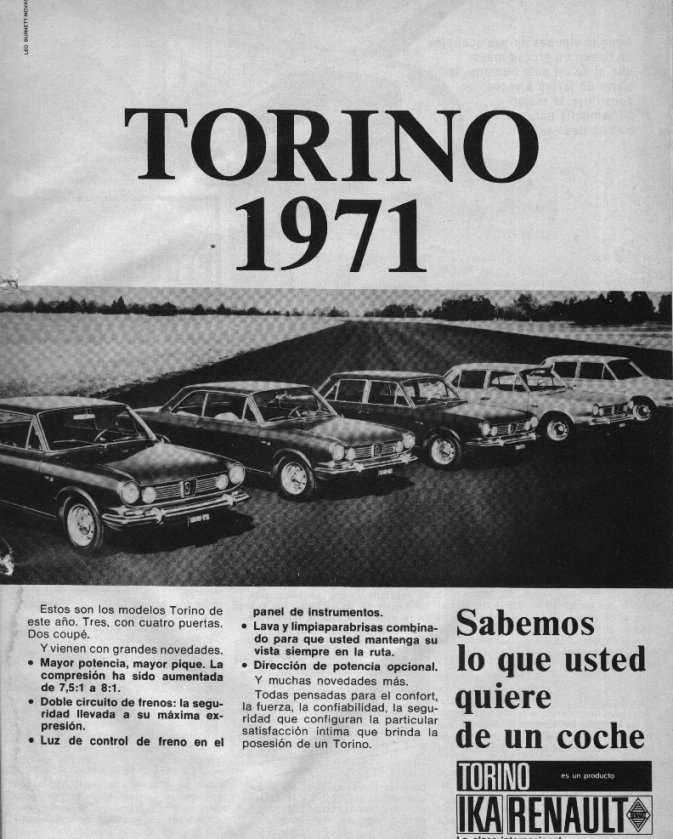 LEO BURNETT-NOVAS
TORINO
1971
Estos son los modelos Torino de
este año. Tres, con cuatro puertas.
Dos coupé.
Y vienen con grandes novedades.
• Mayor potencia, mayor pique. La
compresión ha sido aumentada
de 7,5:1 a 8:1.
• Doble circuito de frenos: la segu-
ridad llevada a su máxima ex-
presión.
• Luz de control de freno en el
panel de instrumentos.
• Lava y limpiaparabrisas combina-
do para que usted mantenga su
vista siempre en la ruta.
• Dirección de potencia opcional.
Y muchas novedades más.
Todas pensadas para el confort,
la fuerza, la confiabilidad, la segu-
ridad que configuran la particular
satisfacción íntima que brinda la
posesión de un Torino.
Sabemos
lo que usted
quiere
de un coche
TORINO es un producto
IKA RENAULT